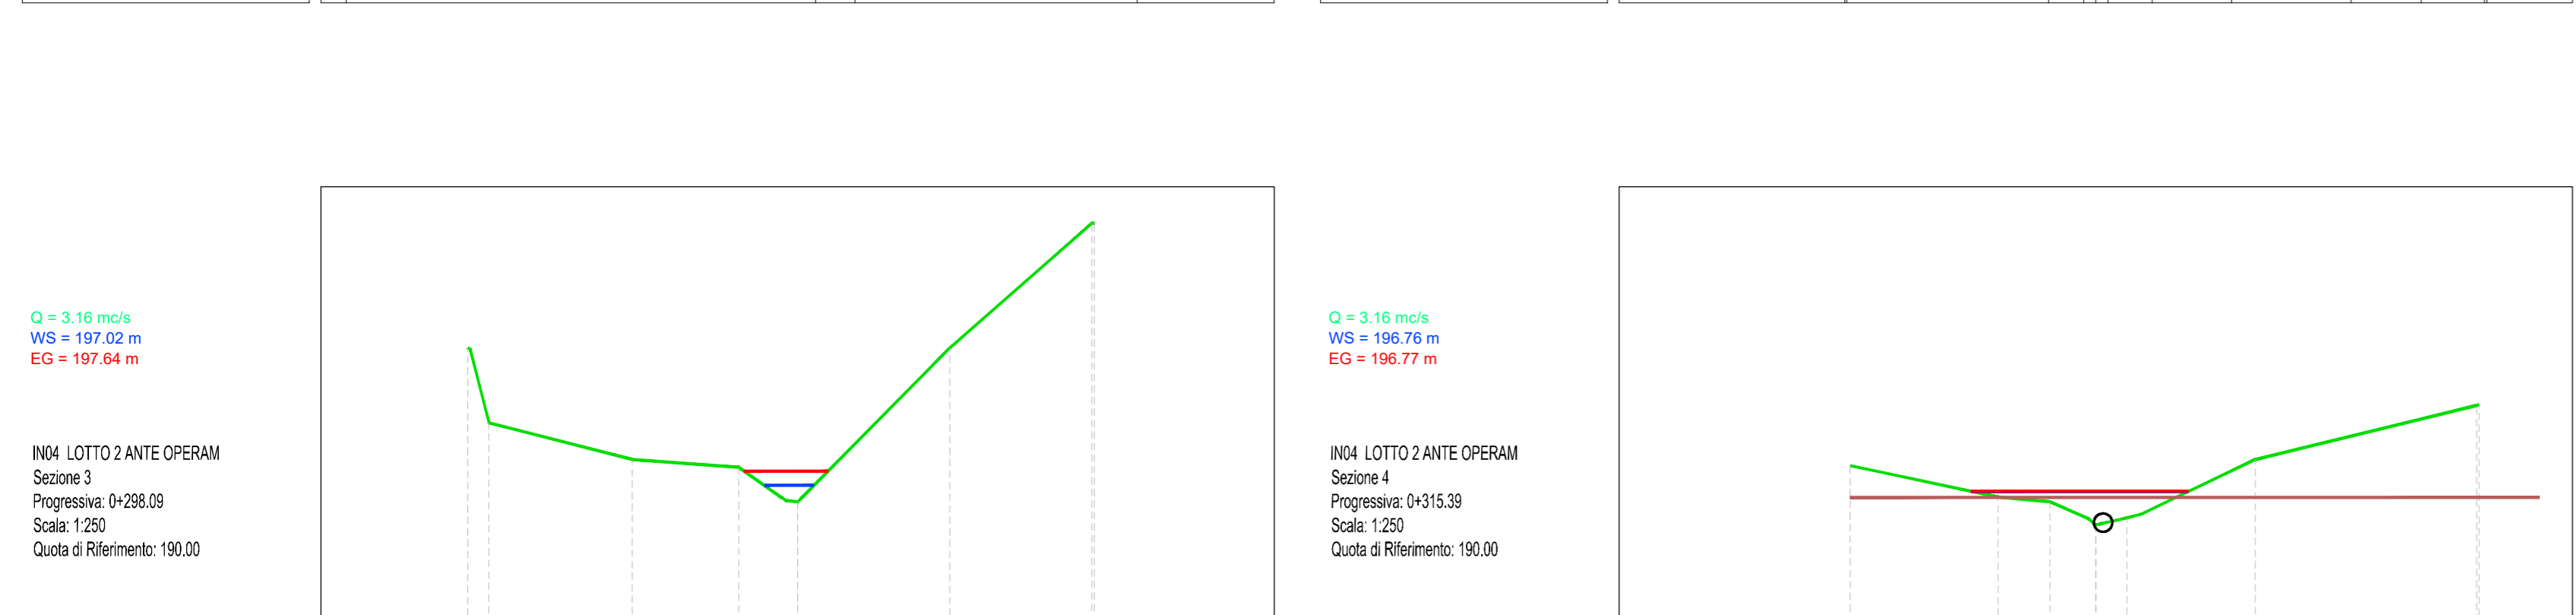 Q = 3.16 mc/s
WS = 197.02 m
EG = 197.64 m
IN04 LOTTO 2 ANTE OPERAM
Sezione 3
Progressiva: 0+298.09
Scala: 1:250
Quota di Riferimento: 190.00
Q = 3.16 mc/s
WS = 196.76 m
EG = 196.77 m
IN04 LOTTO 2 ANTE OPERAM
Sezione 4
Progressiva: 0+315.39
Scala: 1:250
Quota di Riferimento: 190.00